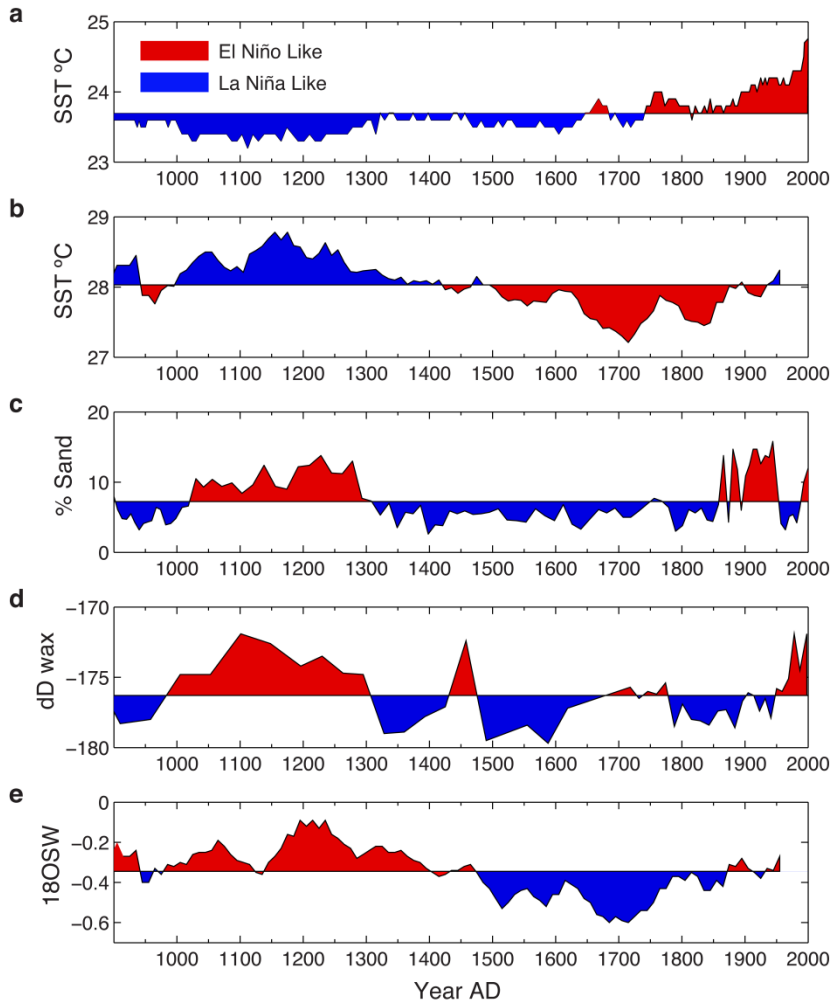 a
25
El Niño Like
La Niña Like
24
23
SST ºC
1000 1100 1200 1300 1400 1500 1600 1700 1800 1900 2000
b
29
28
27
SST ºC
1000 1100 1200 1300 1400 1500 1600 1700 1800 1900 2000
c
20
10
0
% Sand
1000 1100 1200 1300 1400 1500 1600 1700 1800 1900 2000
d
−170
−175
−180
dD wax
1000 1100 1200 1300 1400 1500 1600 1700 1800 1900 2000
e
0
−0.2
−0.4
−0.6
18OSW
1000 1100 1200 1300 1400 1500 1600 1700 1800 1900 2000
Year AD